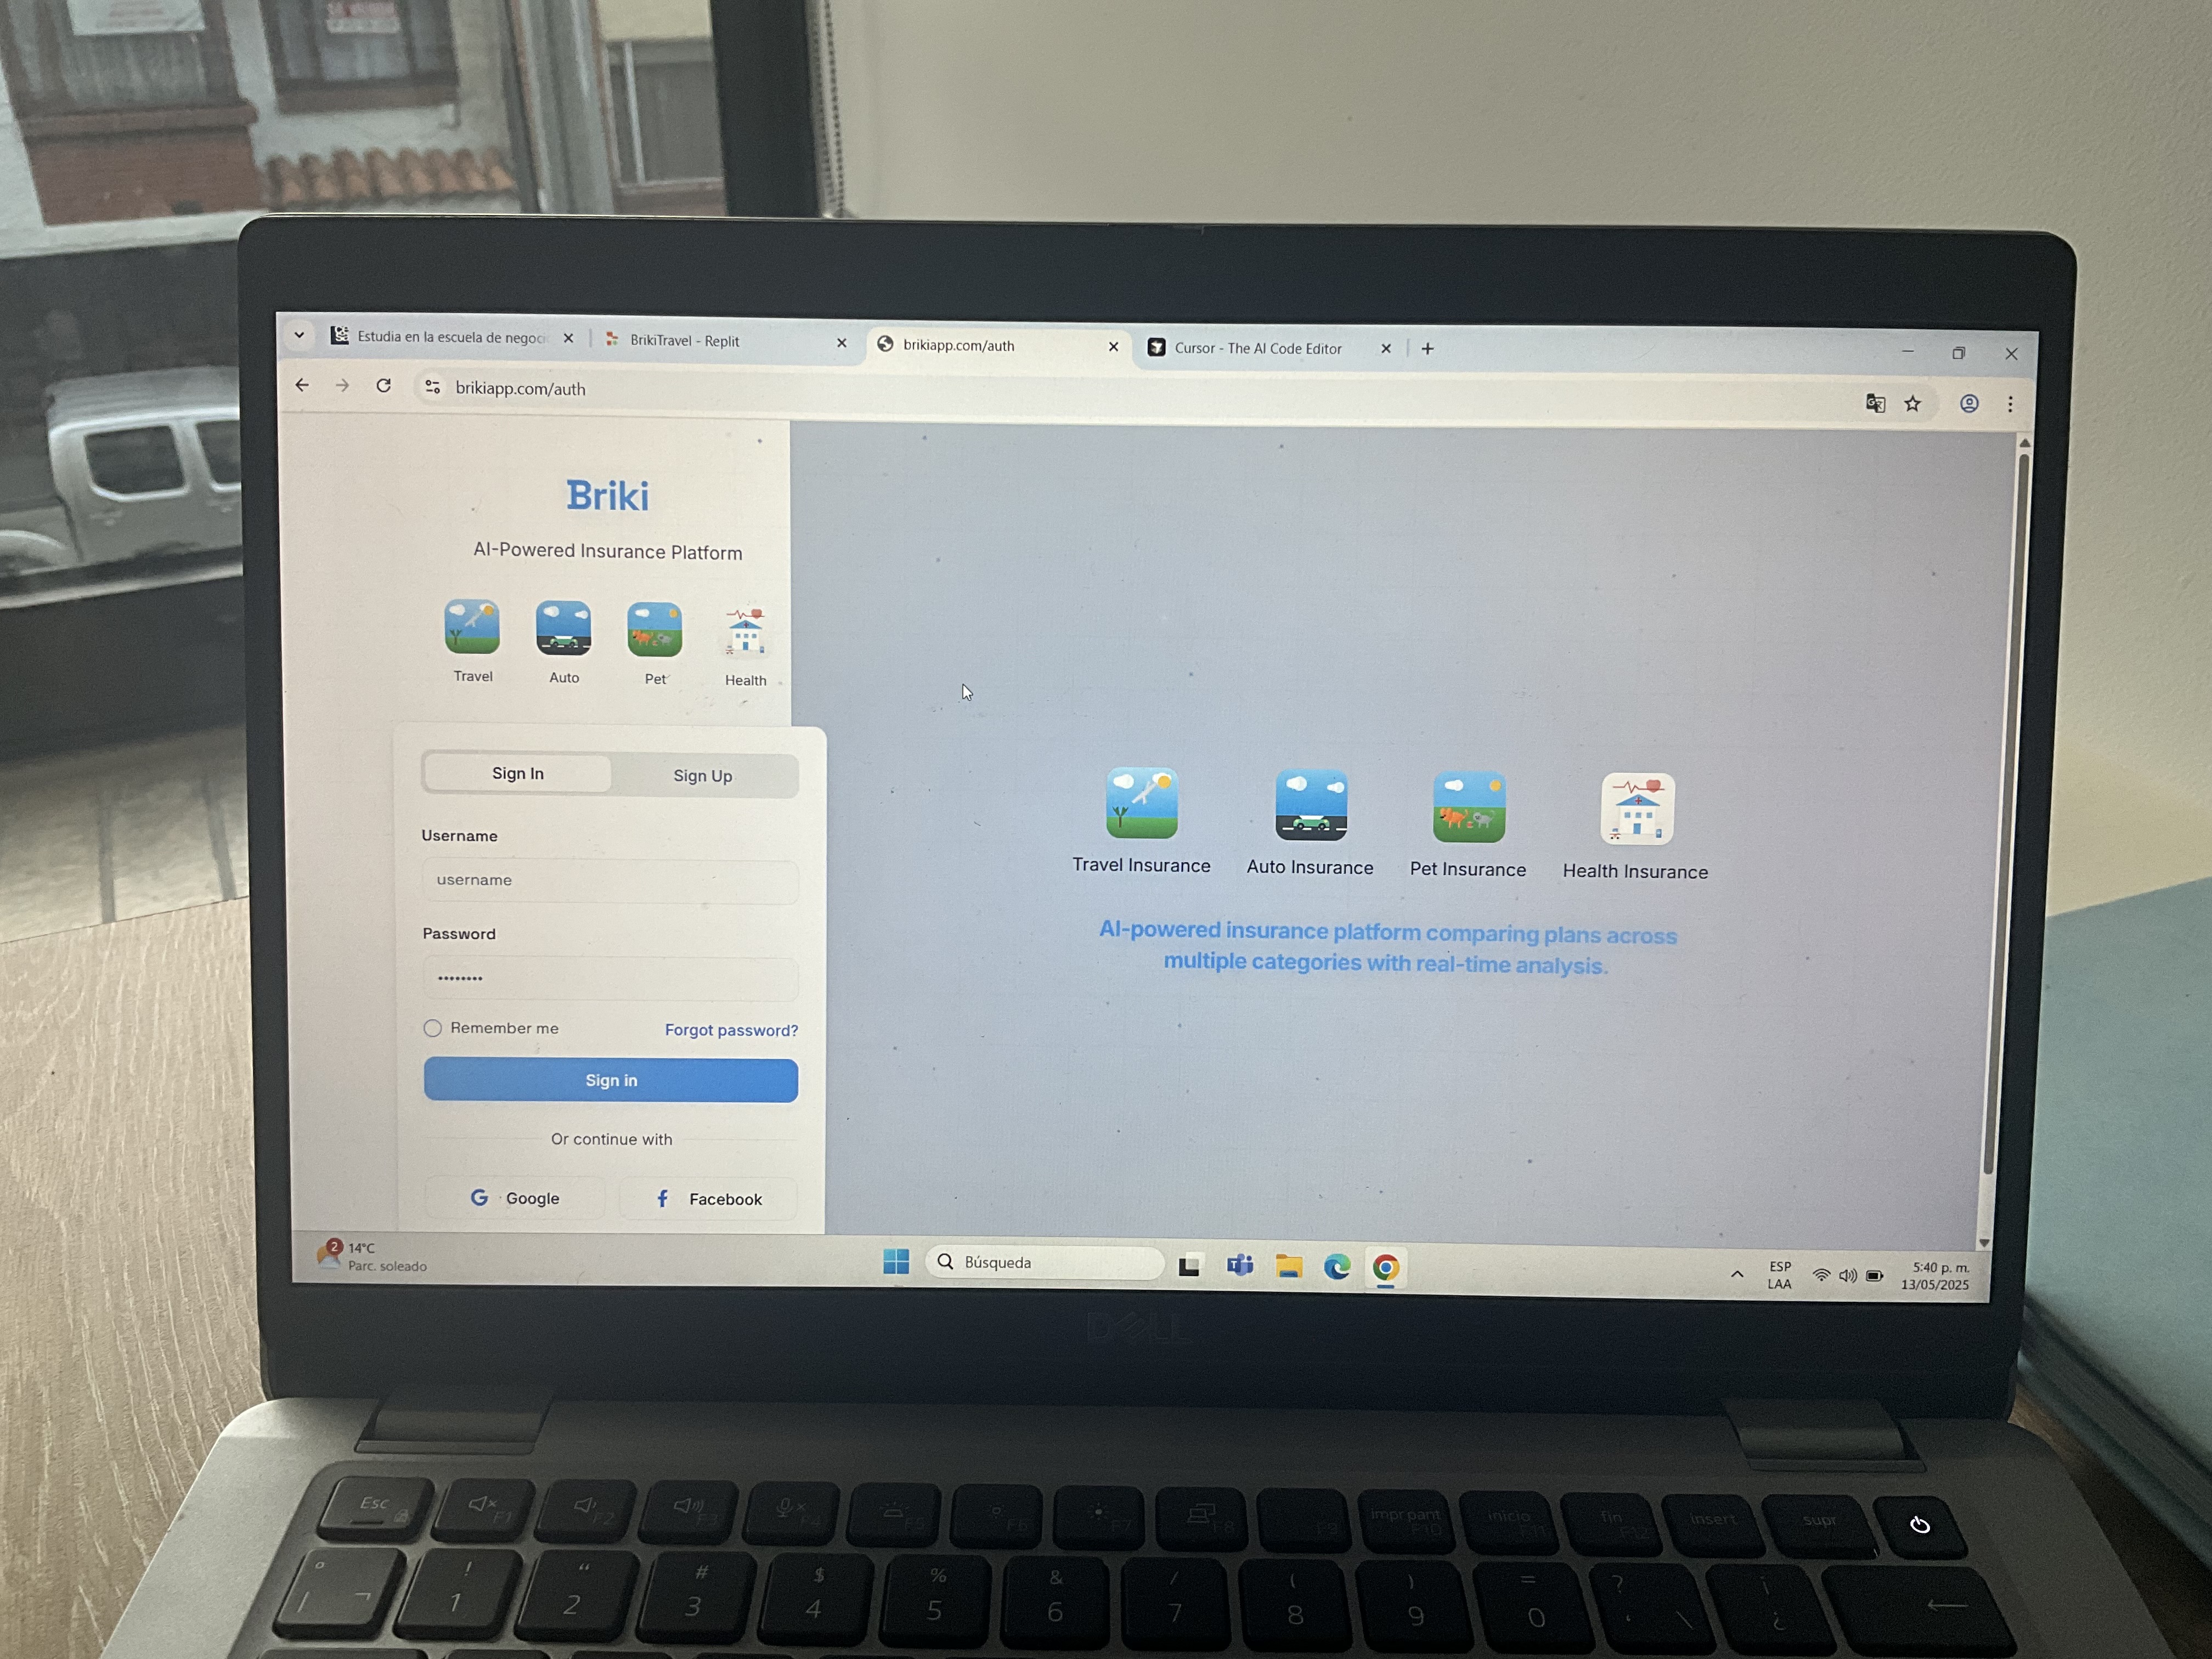 Estudia en la escuela de negoci
BrikiTravel - Replit
brikiapp.com/auth
Cursor - The AI Code Editor
brikiapp.com/auth
Briki
AI-Powered Insurance Platform
Travel
Auto
Pet
Health
Sign In
Sign Up
Username
username
Password
••••••••
Remember me
Forgot password?
Sign in
Or continue with
G Google
f Facebook
Travel Insurance
Auto Insurance
Pet Insurance
Health Insurance
AI-powered insurance platform comparing plans across
multiple categories with real-time analysis.
2
14°C
Parc. soleado
Búsqueda
ESP
LAA
5:40 p. m.
13/05/2025
DELL
Esc
F1
F2
F3
F4
F5
F6
F7
F9
impr pant
F10
inicio
F11
fin
F12
insert
supr
° | ¬
! 1
“ 2
# 3
$ 4
% 5
& 6
/ 7
( 8
) 9
= 0
? ' \
¡ ¿